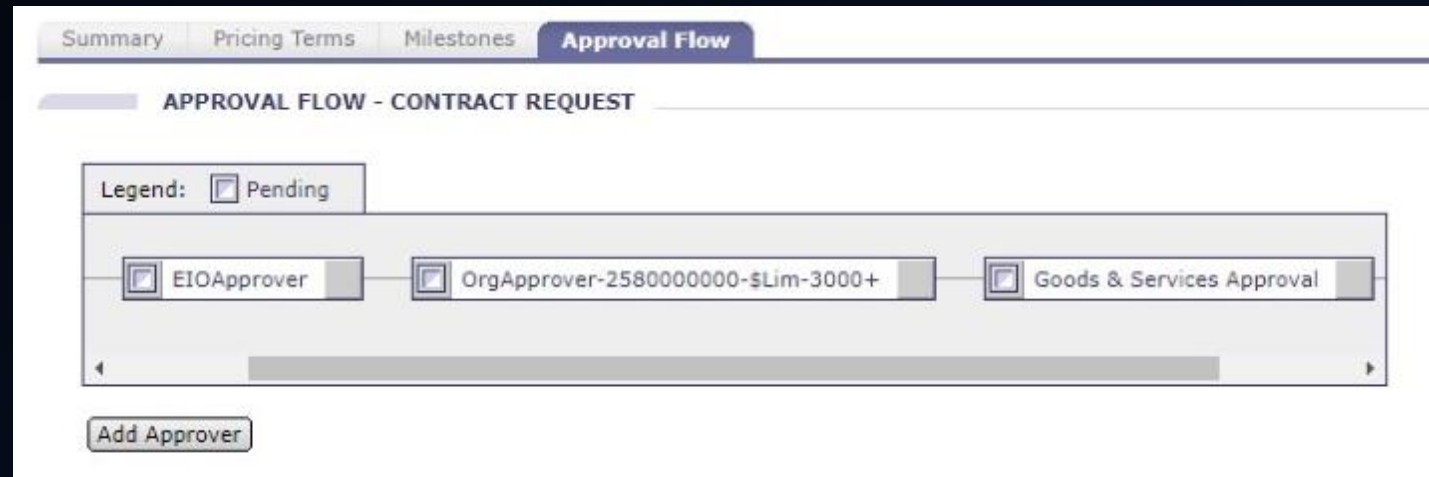 Summary Pricing Terms Milestones Approval Flow
APPROVAL FLOW - CONTRACT REQUEST
Legend: Pending
EIOApprover OrgApprover-2580000000-$Lim-3000+ Goods & Services Approval
Add Approver